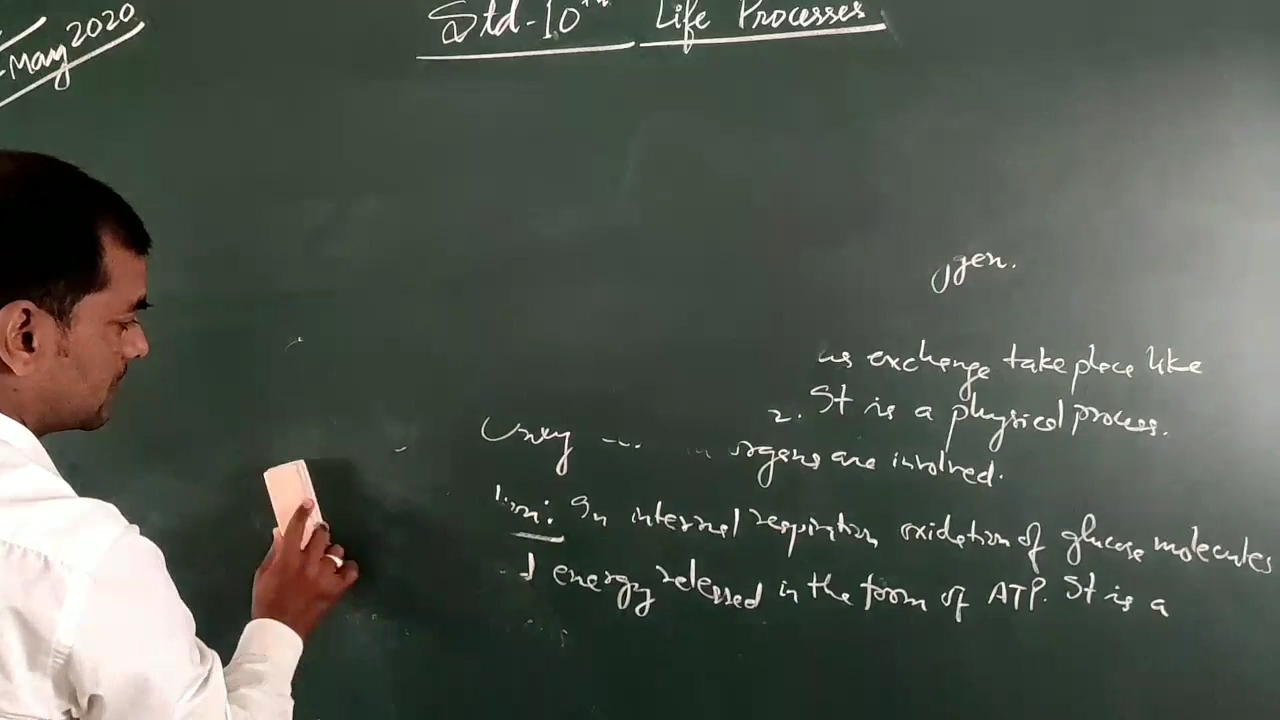 May 2020
Std-10th Life Processes
gen.
us exchange take place like
2. It is a physical process.
organs are involved.
In internal respiration oxidation of glucose molecules
energy released in the form of ATP. It is a